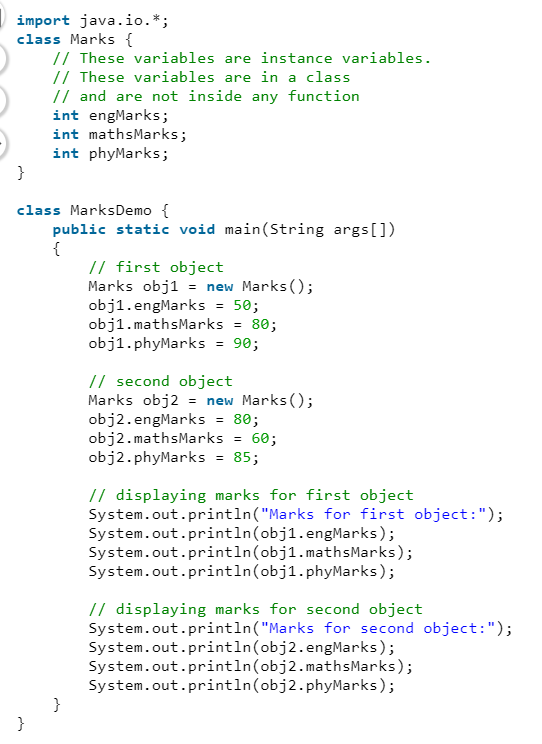 import java.io.*;
class Marks {
    // These variables are instance variables.
    // These variables are in a class
    // and are not inside any function
    int engMarks;
    int mathsMarks;
    int phyMarks;
}

class MarksDemo {
    public static void main(String args[])
    {
        // first object
        Marks obj1 = new Marks();
        obj1.engMarks = 50;
        obj1.mathsMarks = 80;
        obj1.phyMarks = 90;

        // second object
        Marks obj2 = new Marks();
        obj2.engMarks = 80;
        obj2.mathsMarks = 60;
        obj2.phyMarks = 85;

        // displaying marks for first object
        System.out.println("Marks for first object:");
        System.out.println(obj1.engMarks);
        System.out.println(obj1.mathsMarks);
        System.out.println(obj1.phyMarks);

        // displaying marks for second object
        System.out.println("Marks for second object:");
        System.out.println(obj2.engMarks);
        System.out.println(obj2.mathsMarks);
        System.out.println(obj2.phyMarks);
    }
}